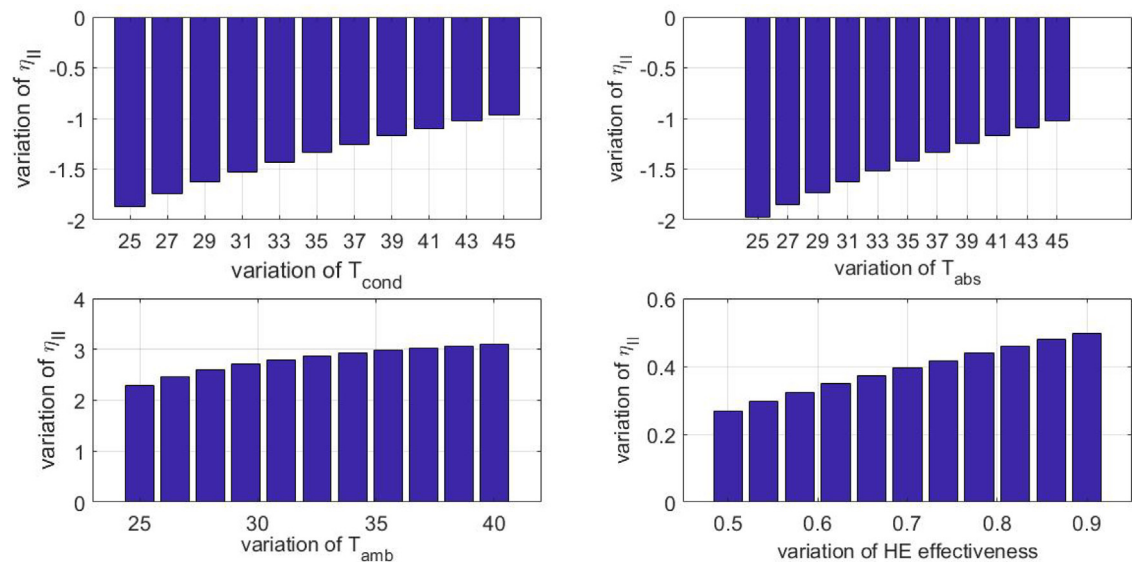 variation of η_II
0
-0.5
-1
-1.5
-2
25 27 29 31 33 35 37 39 41 43 45
variation of T_cond
variation of η_II
0
-0.5
-1
-1.5
-2
25 27 29 31 33 35 37 39 41 43 45
variation of T_abs
variation of η_II
4
3
2
1
0
25 30 35 40
variation of T_amb
variation of η_II
0.6
0.4
0.2
0
0.5 0.6 0.7 0.8 0.9
variation of HE effectiveness